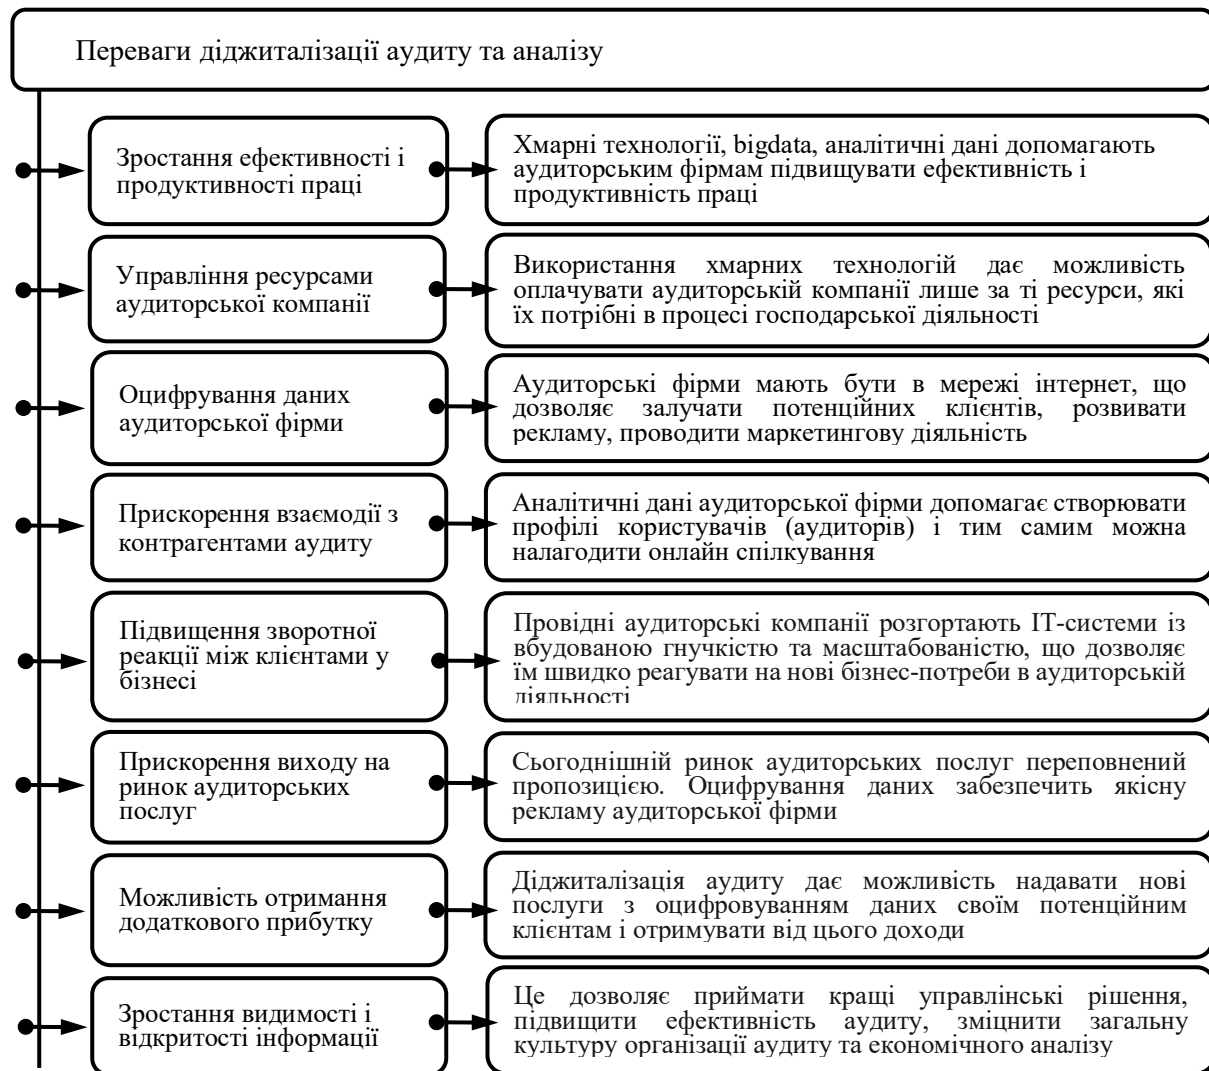 Переваги діджиталізації аудиту та аналізу
Зростання ефективності і
продуктивності праці
Хмарні технології, bigdata, аналітичні дані допомагають
аудиторським фірмам підвищувати ефективність і
продуктивність праці
Управління ресурсами
аудиторської компанії
Використання хмарних технологій дає можливість
оплачувати аудиторській компанії лише за ті ресурси, які
їх потрібні в процесі господарської діяльності
Оцифрування даних
аудиторської фірми
Аудиторські фірми мають бути в мережі інтернет, що
дозволяє залучати потенційних клієнтів, розвивати
рекламу, проводити маркетингову діяльність
Прискорення взаємодії з
контрагентами аудиту
Аналітичні дані аудиторської фірми допомагає створювати
профілі користувачів (аудиторів) і тим самим можна
налагодити онлайн спілкування
Підвищення зворотної
реакції між клієнтами у
бізнесі
Провідні аудиторські компанії розгортають ІТ-системи із
вбудованою гнучкістю та масштабованістю, що дозволяє
їм швидко реагувати на нові бізнес-потреби в аудиторській
діяльності
Прискорення виходу на
ринок аудиторських
послуг
Сьогоднішній ринок аудиторських послуг переповнений
пропозицією. Оцифрування даних забезпечить якісну
рекламу аудиторської фірми
Можливість отримання
додаткового прибутку
Діджиталізація аудиту дає можливість надавати нові
послуги з оцифровуванням даних своїм потенційним
клієнтам і отримувати від цього доходи
Зростання видимості і
відкритості інформації
Це дозволяє приймати кращі управлінські рішення,
підвищити ефективність аудиту, зміцнити загальну
культуру організації аудиту та економічного аналізу